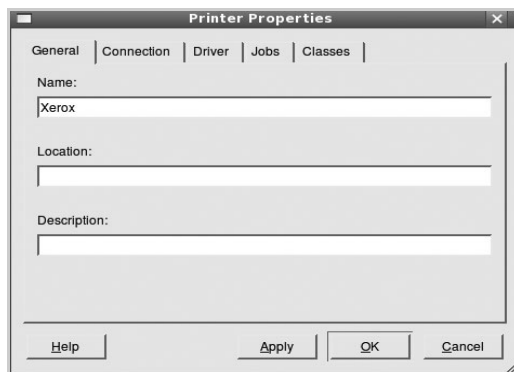 Printer Properties
General Connection Driver Jobs Classes
Name:
Xerox
Location:
Description:
Help Apply OK Cancel